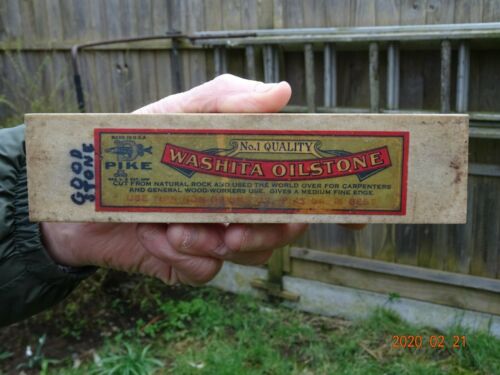 GOOD
STONE
MADE IN U.S.A.
PIKE
No.1 QUALITY
WASHITA OILSTONE
CUT FROM NATURAL ROCK AND USED THE WORLD OVER FOR CARPENTERS
AND GENERAL WOOD-WORKERS USE. GIVES A MEDIUM FINE EDGE.
2020 02 21